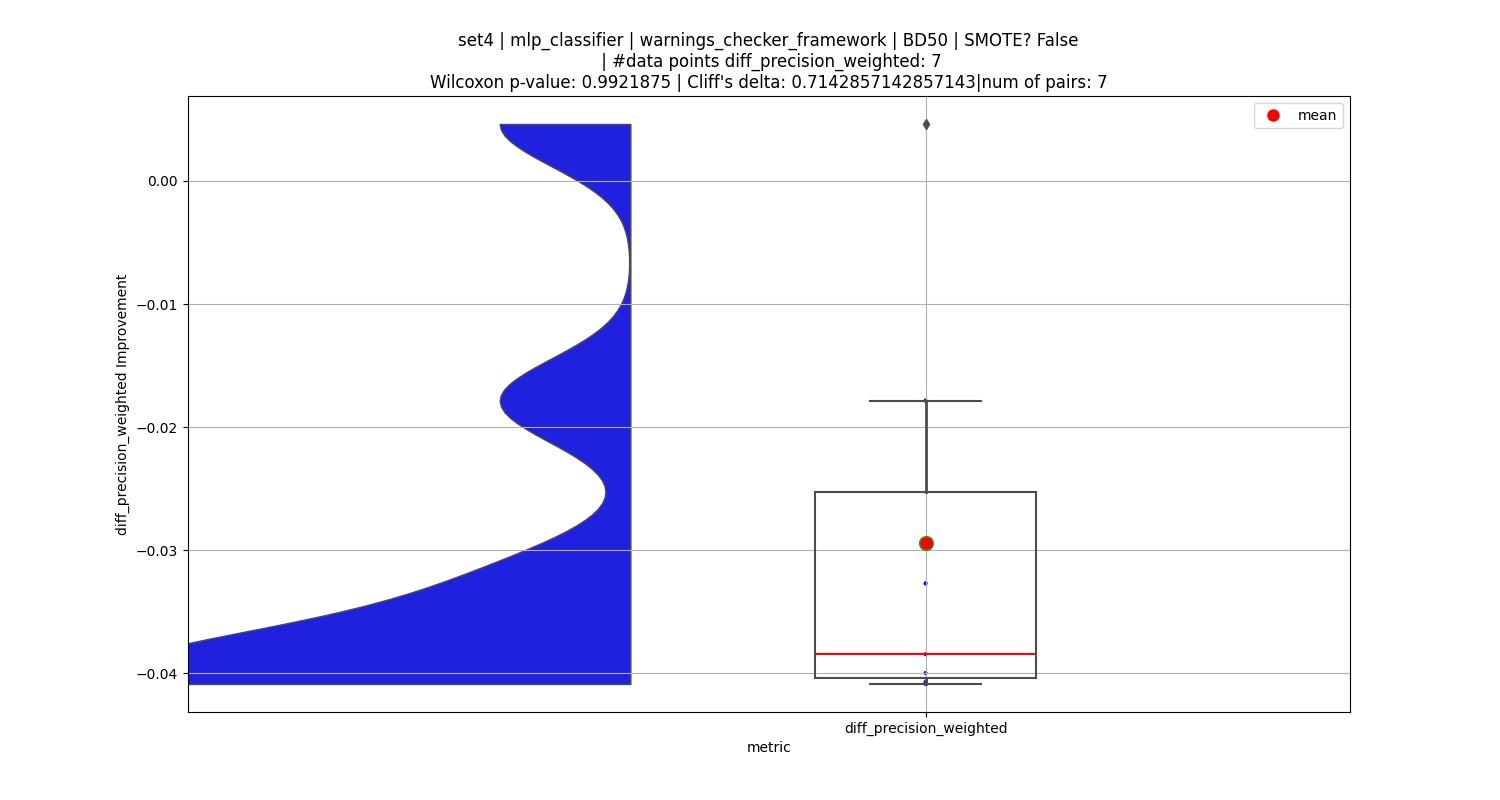 set4 | mlp_classifier | warnings_checker_framework | BD50 | SMOTE? False
| #data points diff_precision_weighted: 7
Wilcoxon p-value: 0.9921875 | Cliff's delta: 0.7142857142857143|num of pairs: 7
mean
0.00
−0.01
−0.02
−0.03
−0.04
diff_precision_weighted Improvement
diff_precision_weighted
metric